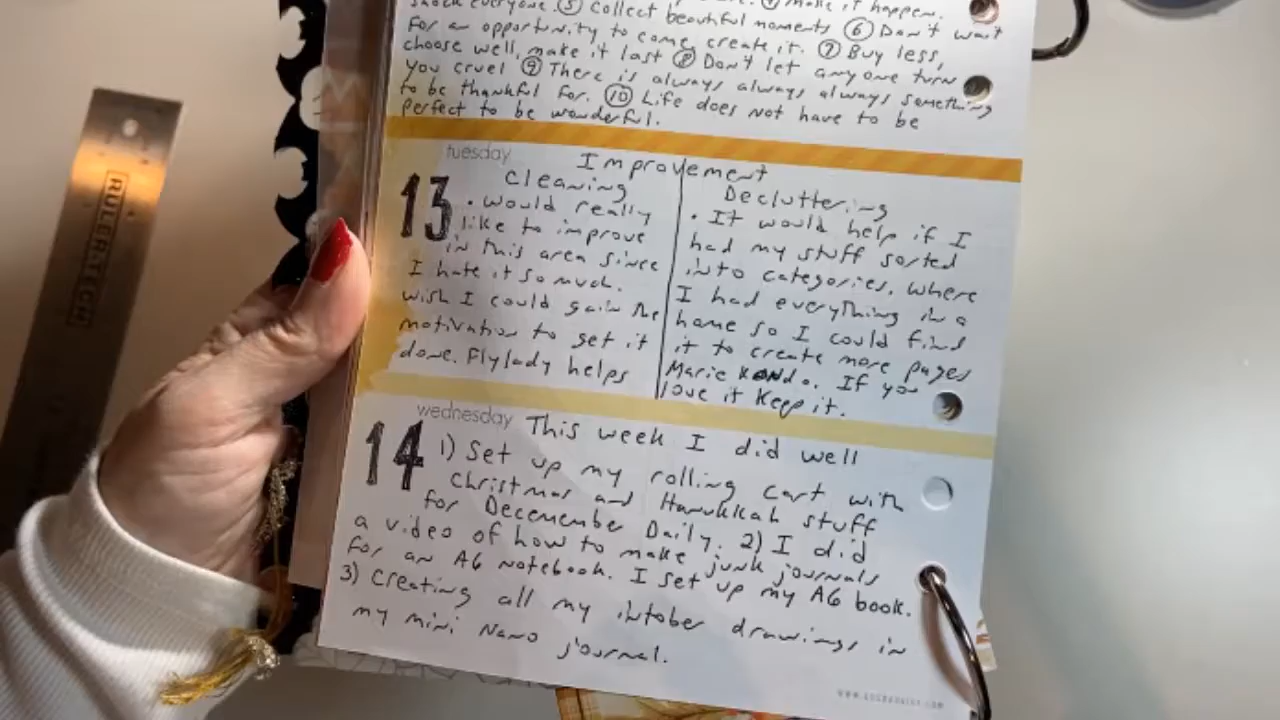 shock everyone ⑤ Collect beautiful moments ⑥ Don't wait
for an opportunity to come, create it. ⑦ Buy less,
choose well, make it last ⑧ Don't let anyone turn
you cruel ⑨ There is always always always something
to be thankful for. ⑩ Life does not have to be
perfect to be wonderful.
tuesday
13
Improvement
Cleaning
• would really
like to improve
in this area since
I hate it so much.
wish I could gain the
motivation to get it
done. Flylady helps
Decluttering
• It would help if I
had my stuff sorted
into categories, where
I had everything in a
home so I could find
it to create more pages
Marie Kondo. If you
love it Keep it.
wednesday
14
This week I did well
1) Set up my rolling cart with
Christmas and Hanukkah stuff
for Decemember Daily. 2) I did
a video of how to make junk journals
for an A6 notebook. I set up my A6 book.
3) Creating all my intober drawings in
my mini Nano journal.
RULERATECH